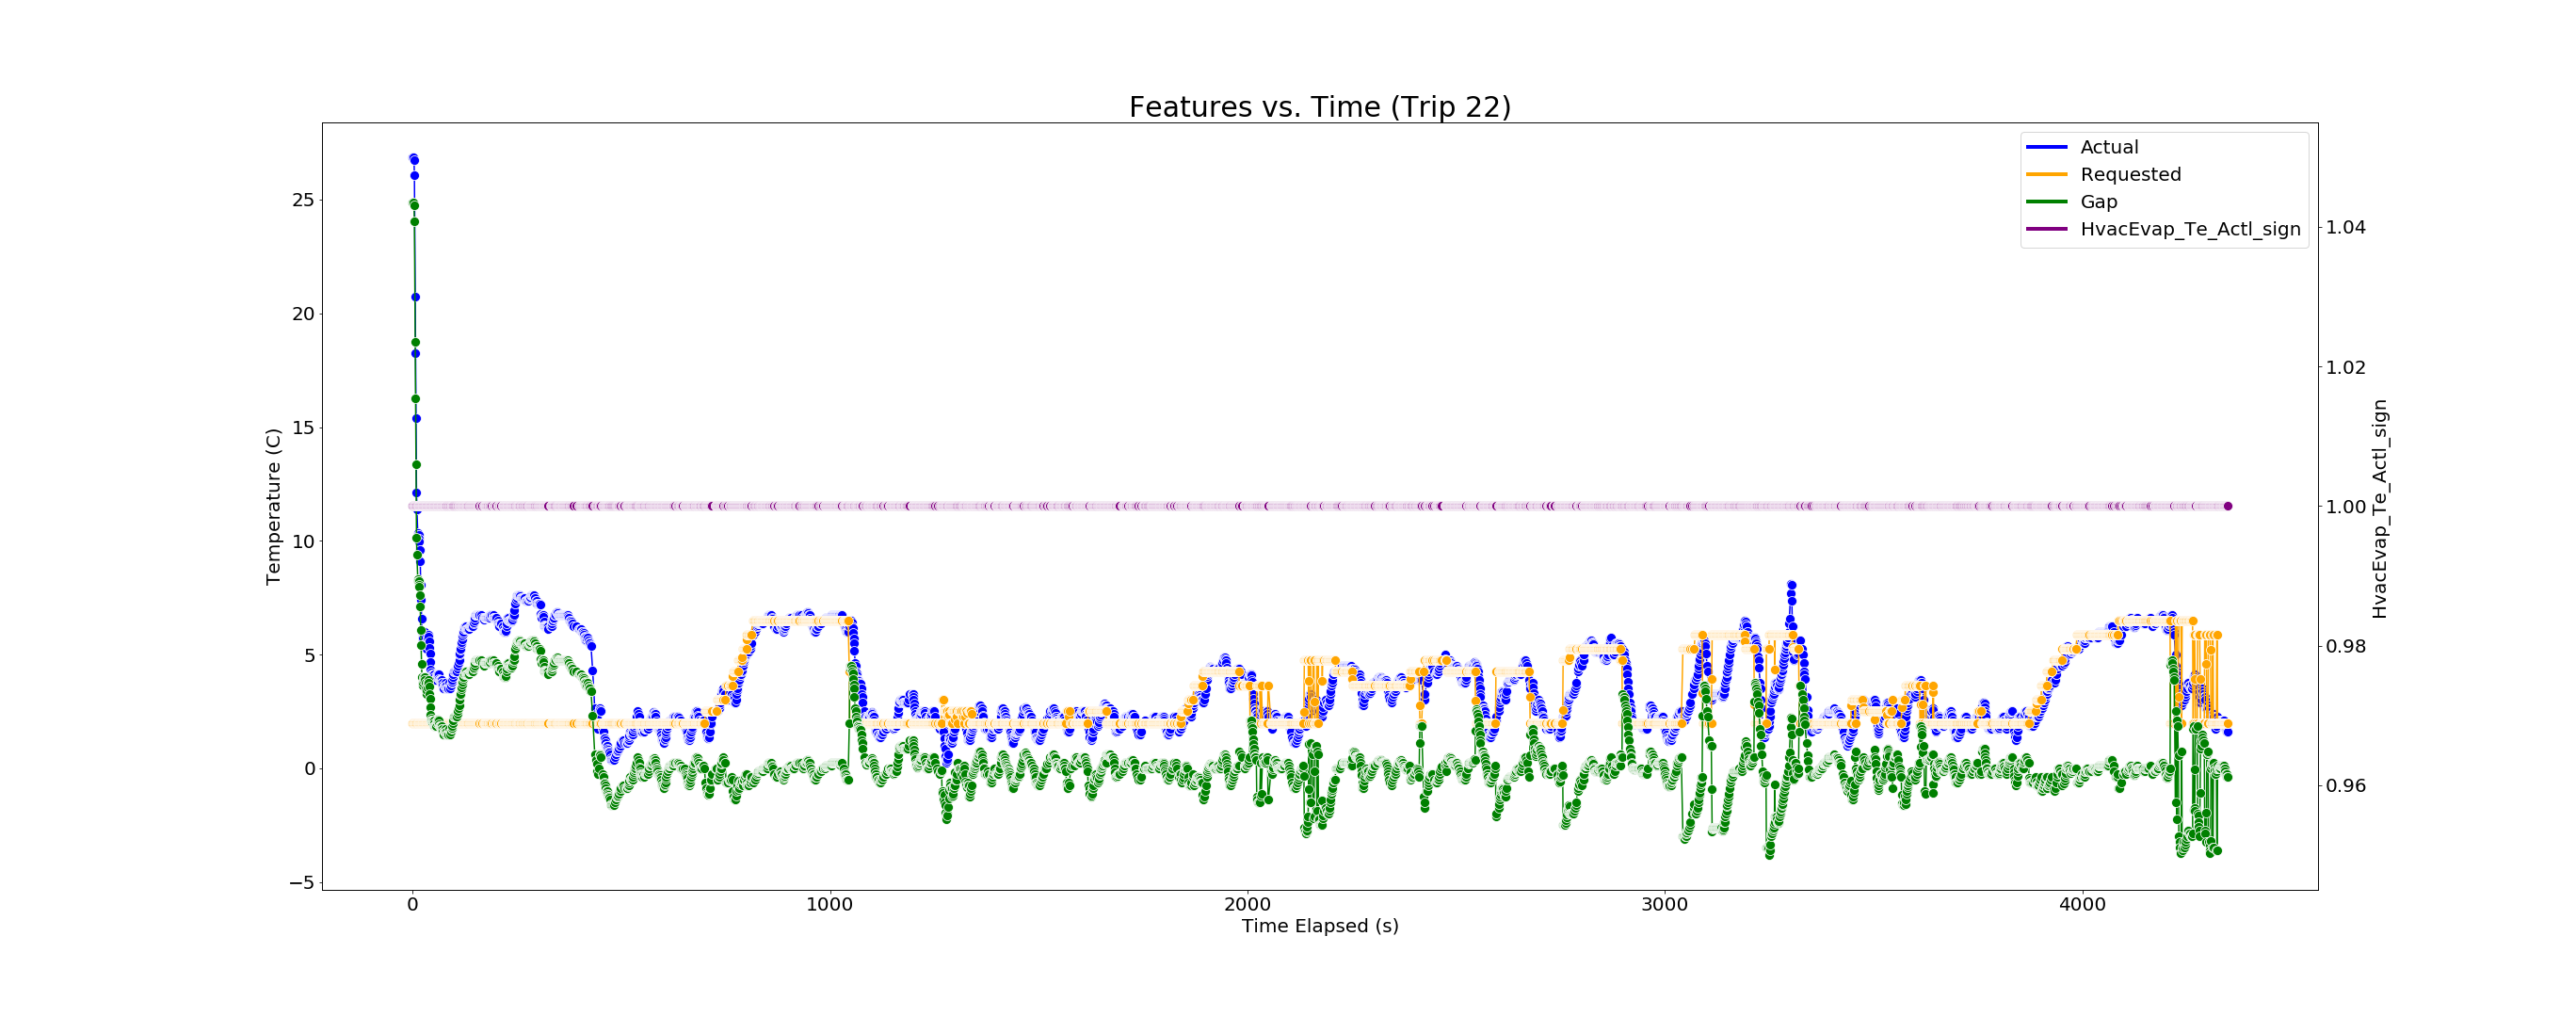 Features vs. Time (Trip 22)
Actual
Requested
Gap
HvacEvap_Te_Actl_sign
25
20
15
10
5
0
−5
Temperature (C)
1.04
1.02
1.00
0.98
0.96
HvacEvap_Te_Actl_sign
0 1000 2000 3000 4000
Time Elapsed (s)